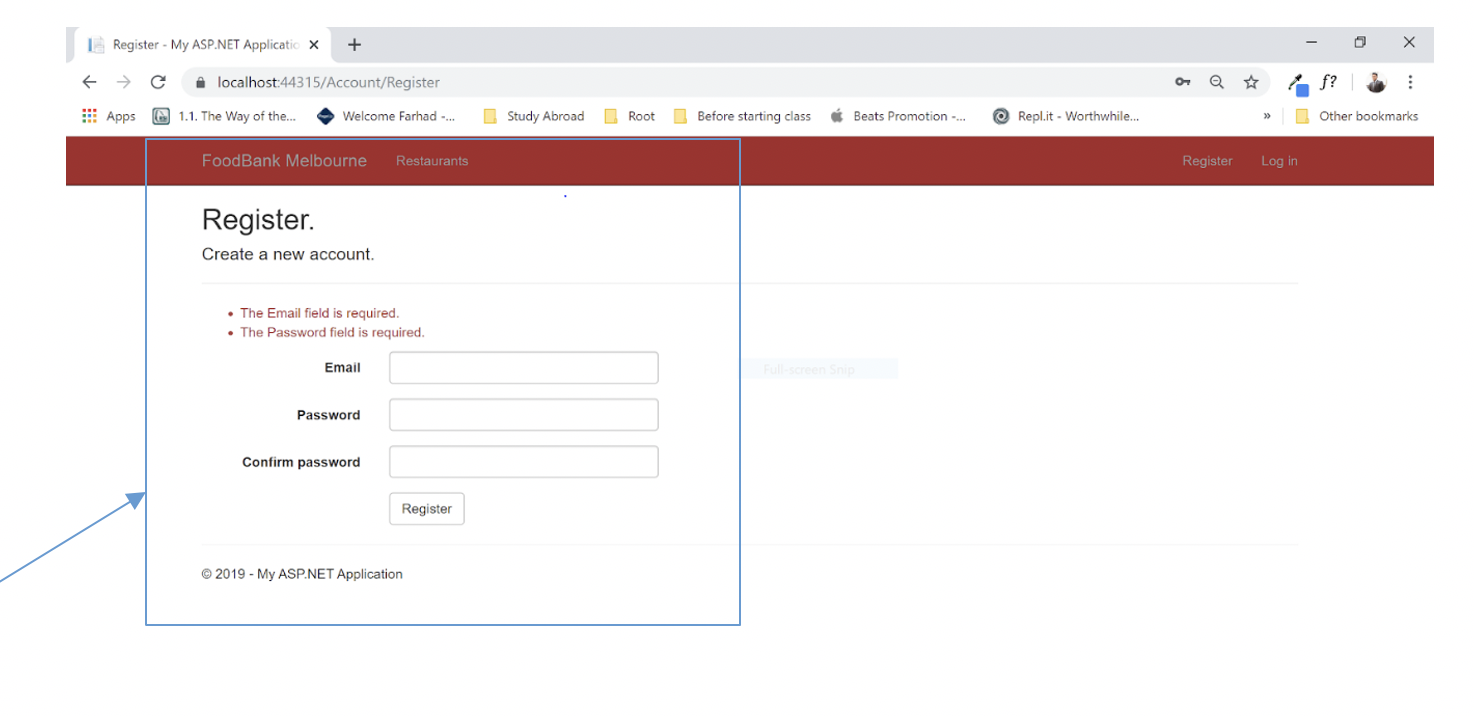 Register - My ASP.NET Applicatio
localhost:44315/Account/Register
f?
Apps 1.1. The Way of the... Welcome Farhad -... Study Abroad Root Before starting class Beats Promotion -... Repl.it - Worthwhile... » Other bookmarks
FoodBank Melbourne Restaurants Register Log in
Register.
Create a new account.
• The Email field is required.
• The Password field is required.
Email
Full-screen Snip
Password
Confirm password
Register
© 2019 - My ASP.NET Application